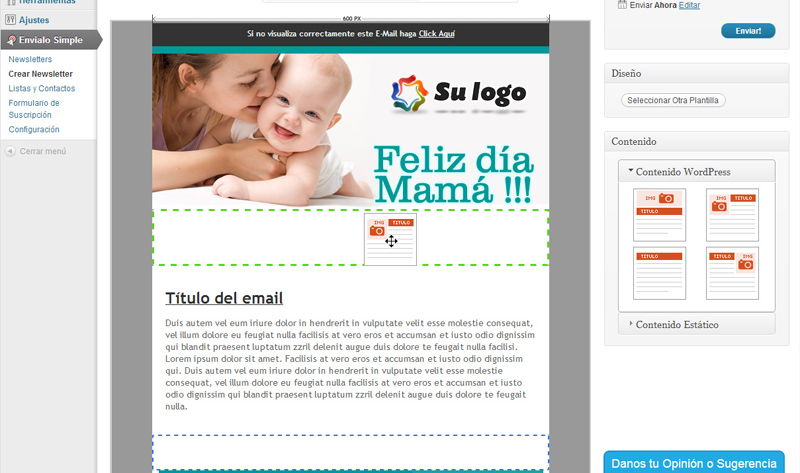 Herramientas
Ajustes
Envialo Simple
Newsletters
Crear Newsletter
Listas y Contactos
Formulario de
Suscripción
Configuración
Cerrar menú
600 PX
Si no visualiza correctamente este E-Mail haga Click Aquí
Su logo
Feliz día
Mamá !!!
IMG TITULO
Título del email
Duis autem vel eum iriure dolor in hendrerit in vulputate velit esse molestie consequat,
vel illum dolore eu feugiat nulla facilisis at vero eros et accumsan et iusto odio dignissim
qui blandit praesent luptatum zzril delenit augue duis dolore te feugait nulla facilisi.
Lorem ipsum dolor sit amet. Facilisis at vero eros et accumsan et iusto odio dignissim
qui. Duis autem vel eum iriure dolor in hendrerit in vulputate velit esse molestie
consequat, vel illum dolore eu feugiat nulla facilisis at vero eros et accumsan et iusto
odio dignissim qui blandit praesent luptatum zzril delenit augue duis dolore te feugait
nulla.
Enviar Ahora Editar
Enviar!
Diseño
Seleccionar Otra Plantilla
Contenido
Contenido WordPress
IMG
TITULO
IMG TITULO
TITULO
TITULO IMG
Contenido Estático
Danos tu Opinión o Sugerencia